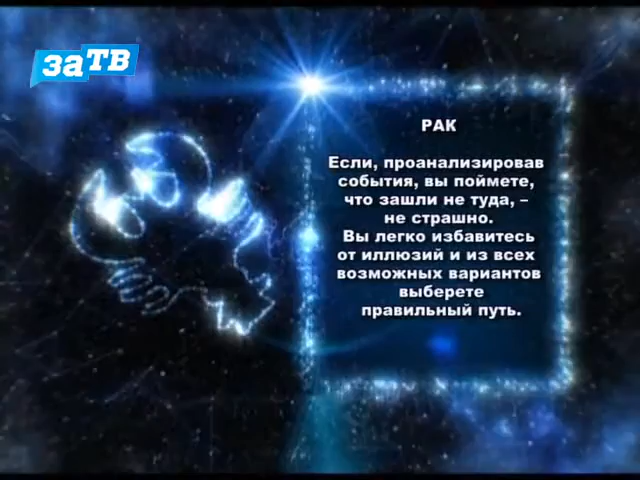 заТВ
РАК
Если, проанализировав
события, вы поймете,
что зашли не туда, –
не страшно.
Вы легко избавитесь
от иллюзий и из всех
возможных вариантов
выберете
правильный путь.